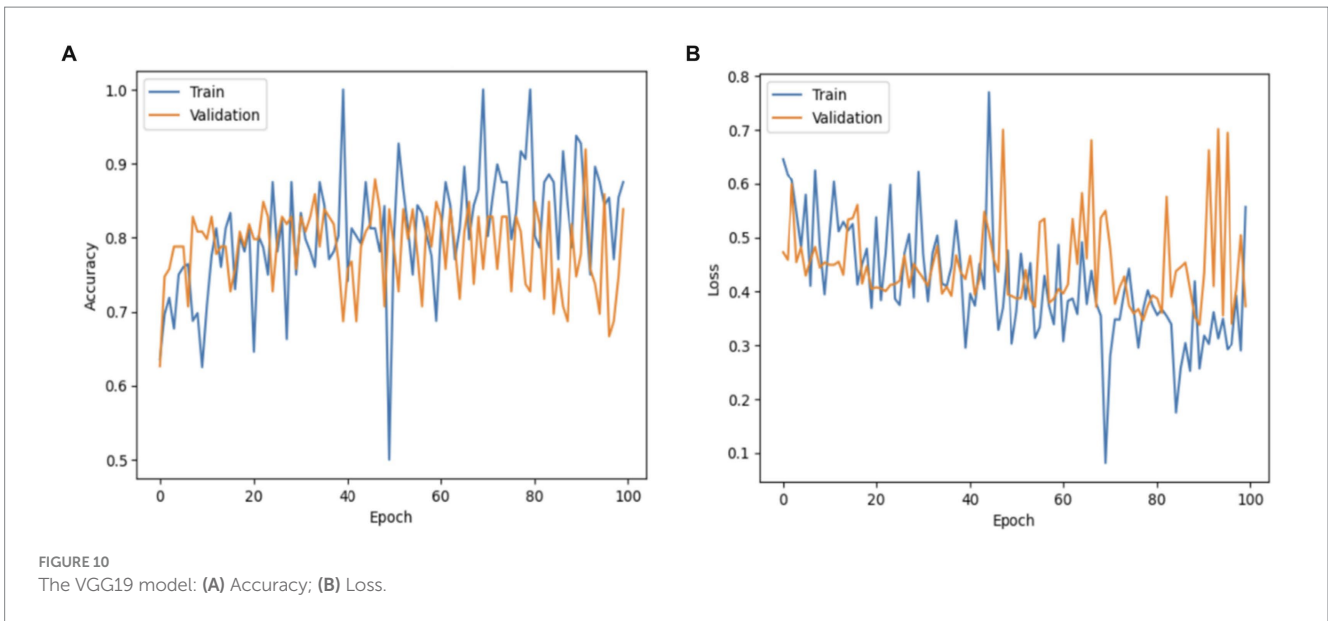 A
Train
Validation
1.0
0.9
0.8
0.7
0.6
0.5
Accuracy
0
20
40
60
80
100
Epoch
B
Train
Validation
0.8
0.7
0.6
0.5
0.4
0.3
0.2
0.1
Loss
0
20
40
60
80
100
Epoch
FIGURE 10
The VGG19 model: (A) Accuracy; (B) Loss.